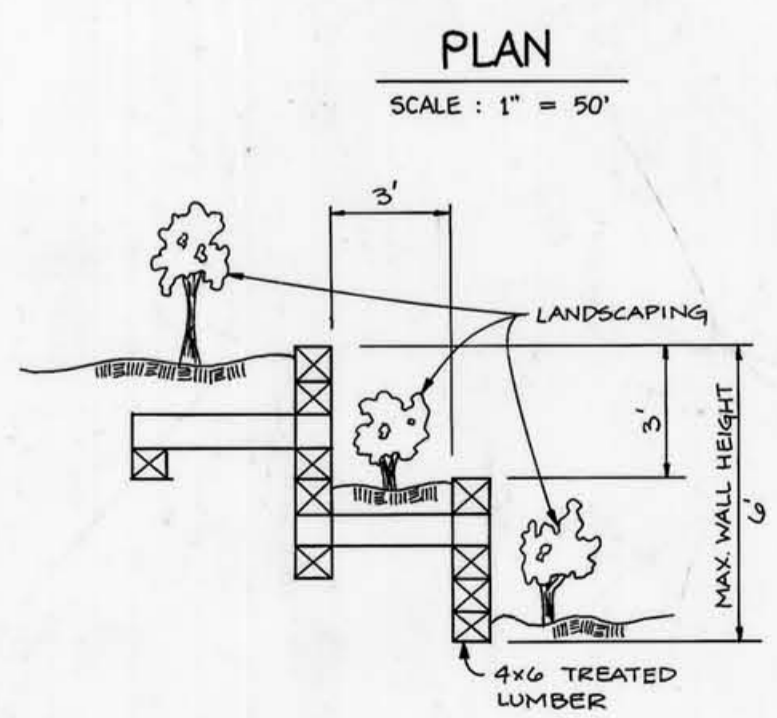 PLAN
SCALE : 1" = 50'
3'
LANDSCAPING
3'
MAX. WALL HEIGHT
6'
4x6 TREATED
LUMBER